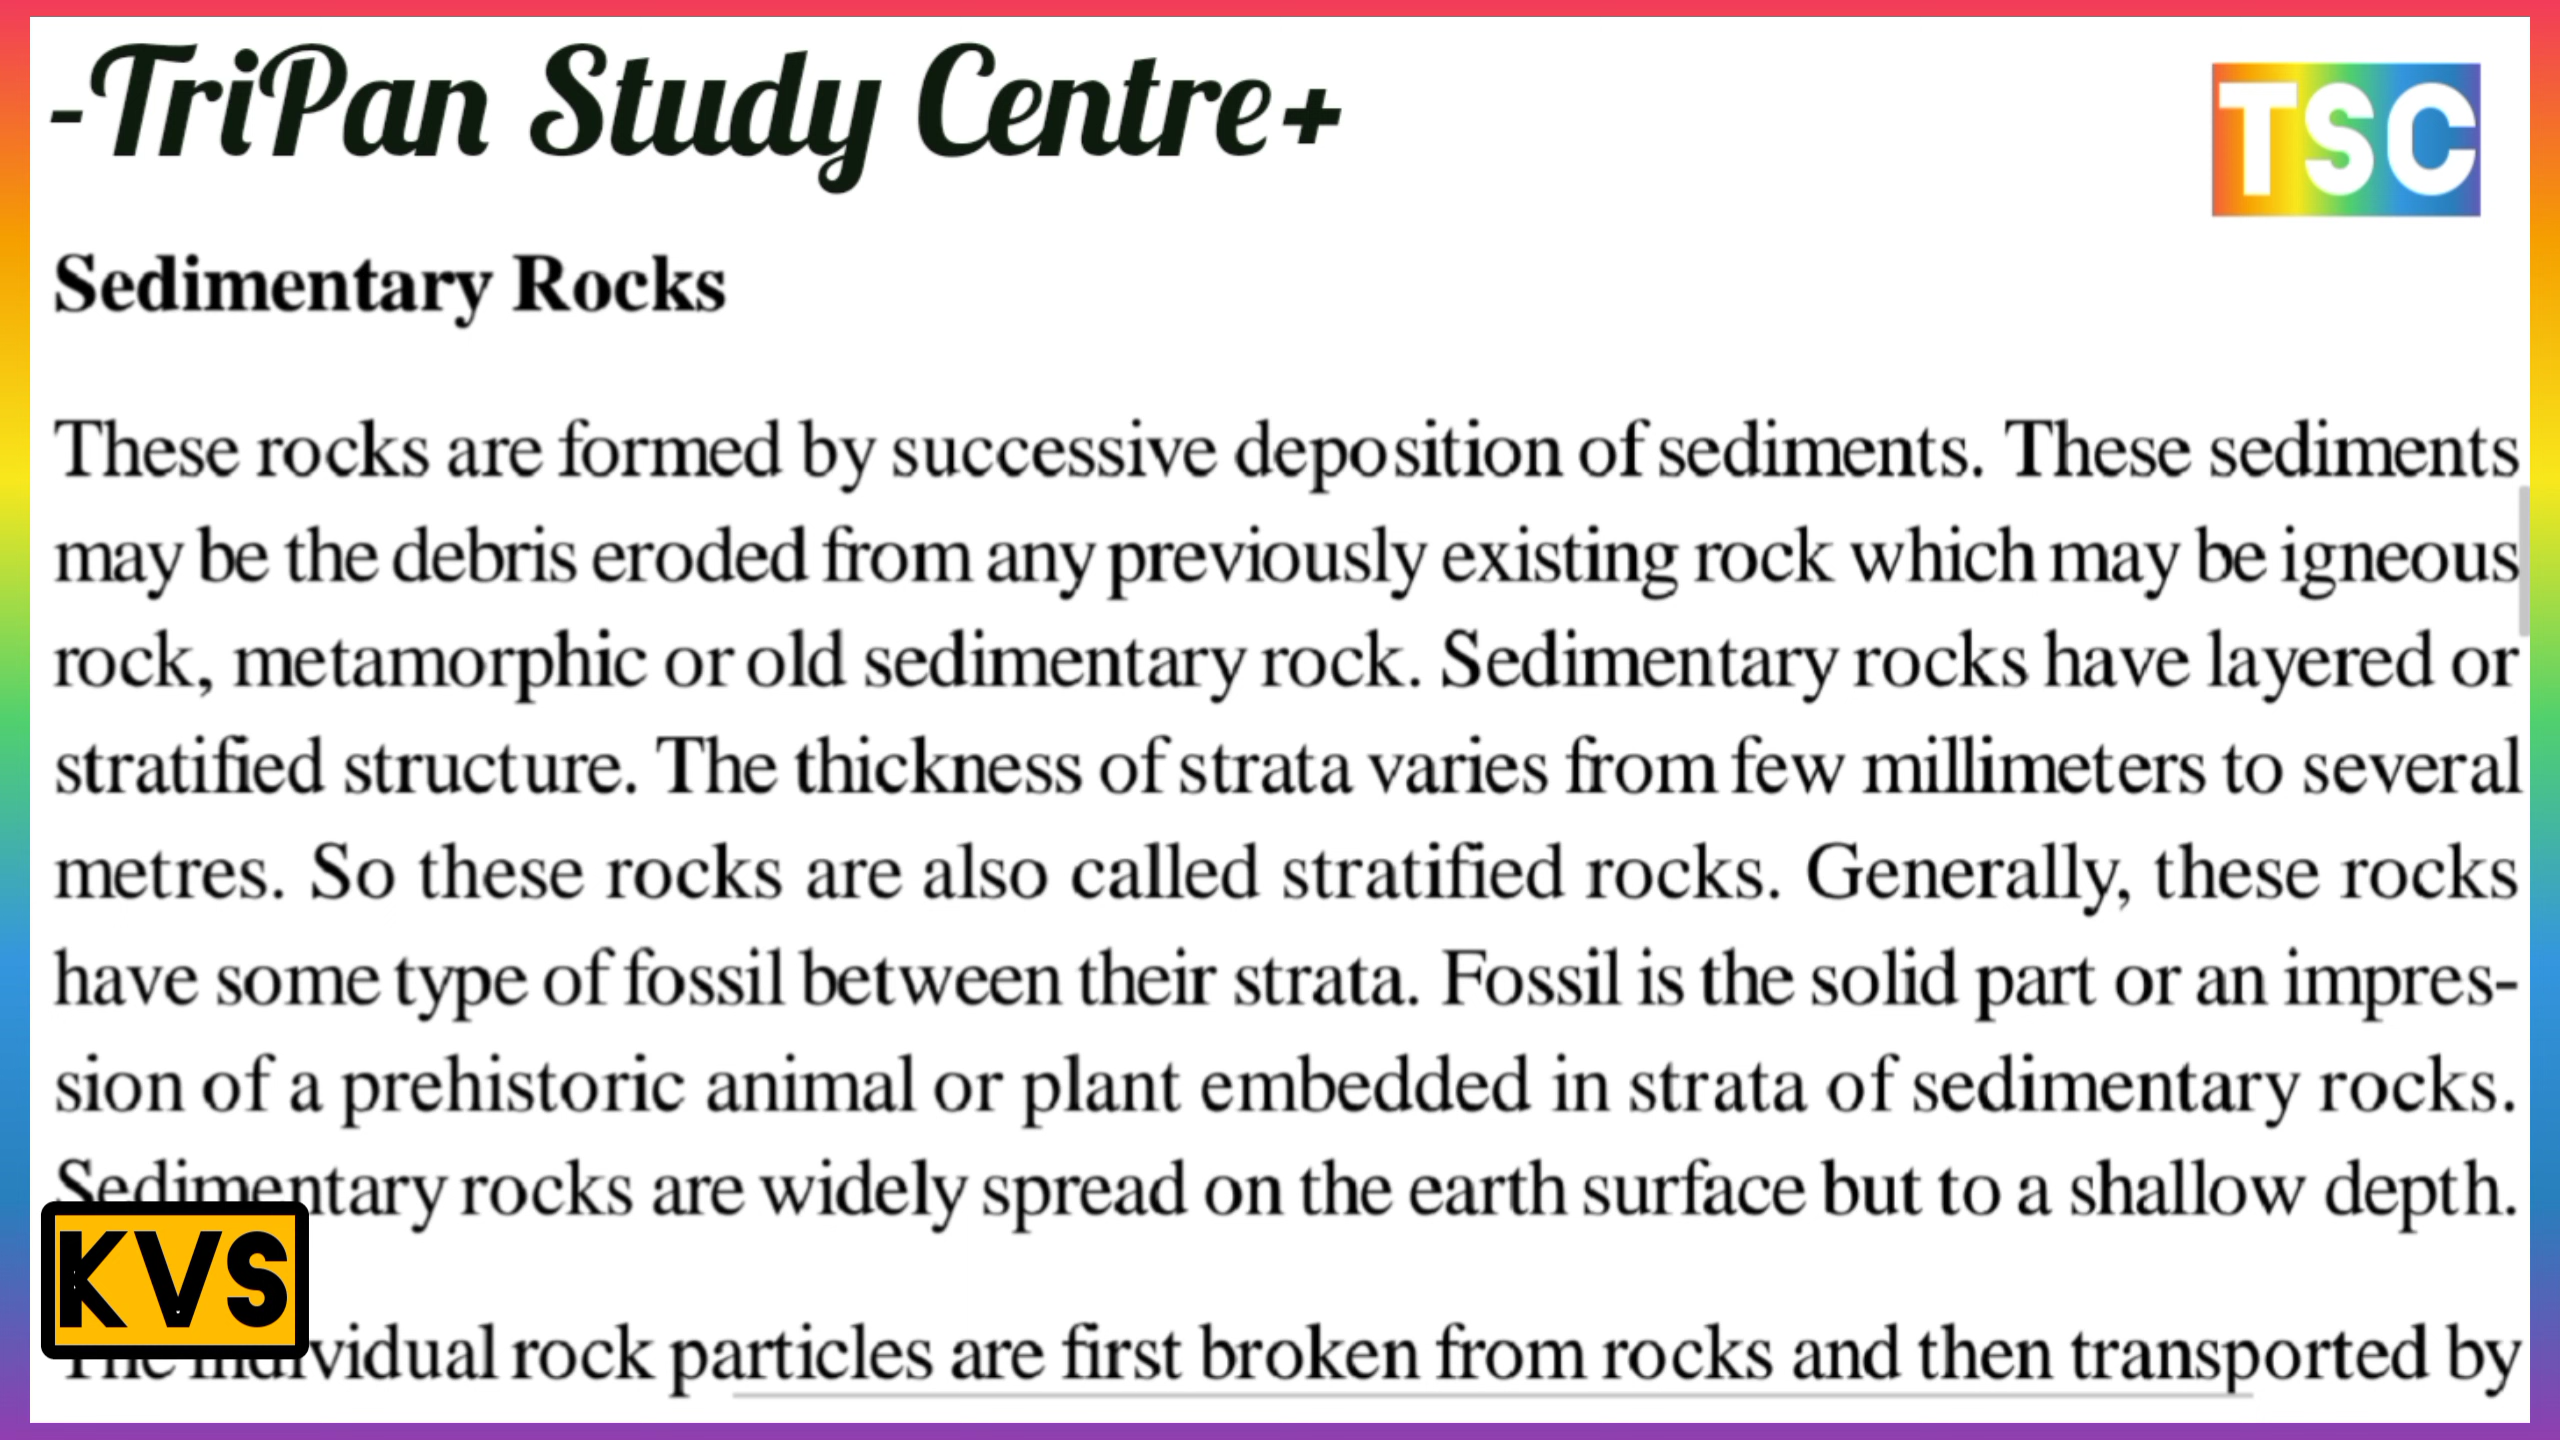 -TriPan Study Centre+
TSC
Sedimentary Rocks
These rocks are formed by successive deposition of sediments. These sediments
may be the debris eroded from any previously existing rock which may be igneous
rock, metamorphic or old sedimentary rock. Sedimentary rocks have layered or
stratified structure. The thickness of strata varies from few millimeters to several
metres. So these rocks are also called stratified rocks. Generally, these rocks
have some type of fossil between their strata. Fossil is the solid part or an impres-
sion of a prehistoric animal or plant embedded in strata of sedimentary rocks.
Sedimentary rocks are widely spread on the earth surface but to a shallow depth.
KVS
The individual rock particles are first broken from rocks and then transported by